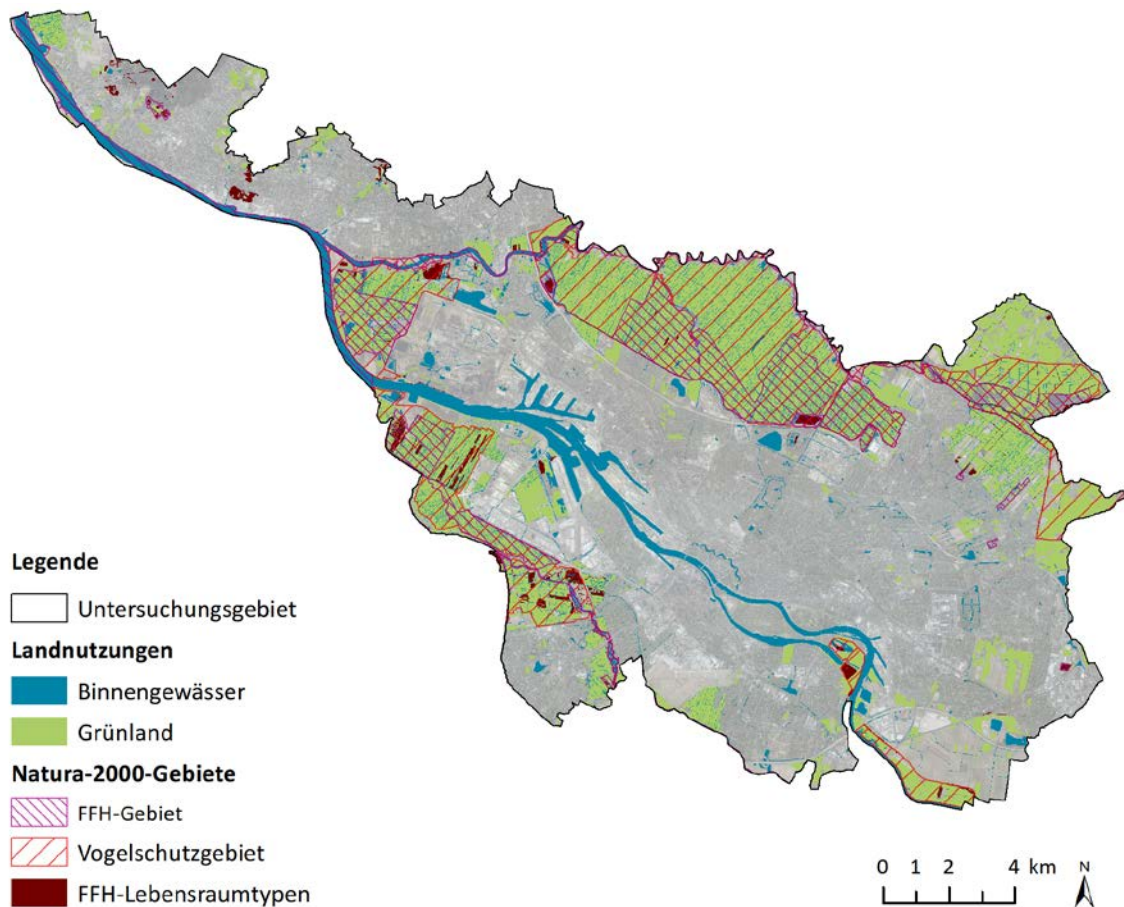 Legende
Untersuchungsgebiet
Landnutzungen
Binnengewässer
Grünland
Natura-2000-Gebiete
FFH-Gebiet
Vogelschutzgebiet
FFH-Lebensraumtypen
0 1 2 4 km
N